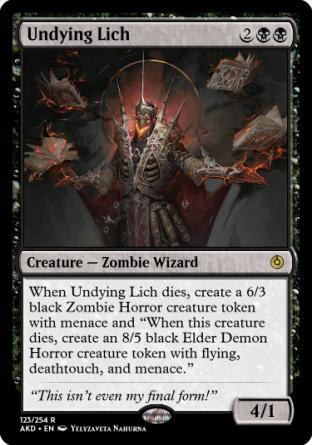 Undying Lich 2
Creature — Zombie Wizard
When Undying Lich dies, create a 6/3
black Zombie Horror creature token
with menace and “When this creature
dies, create an 8/5 black Elder Demon
Horror creature token with flying,
deathtouch, and menace.”
“This isn’t even my final form!”
4/1
123/254 R
AKD • EN YELYZAVETA NAHURNA